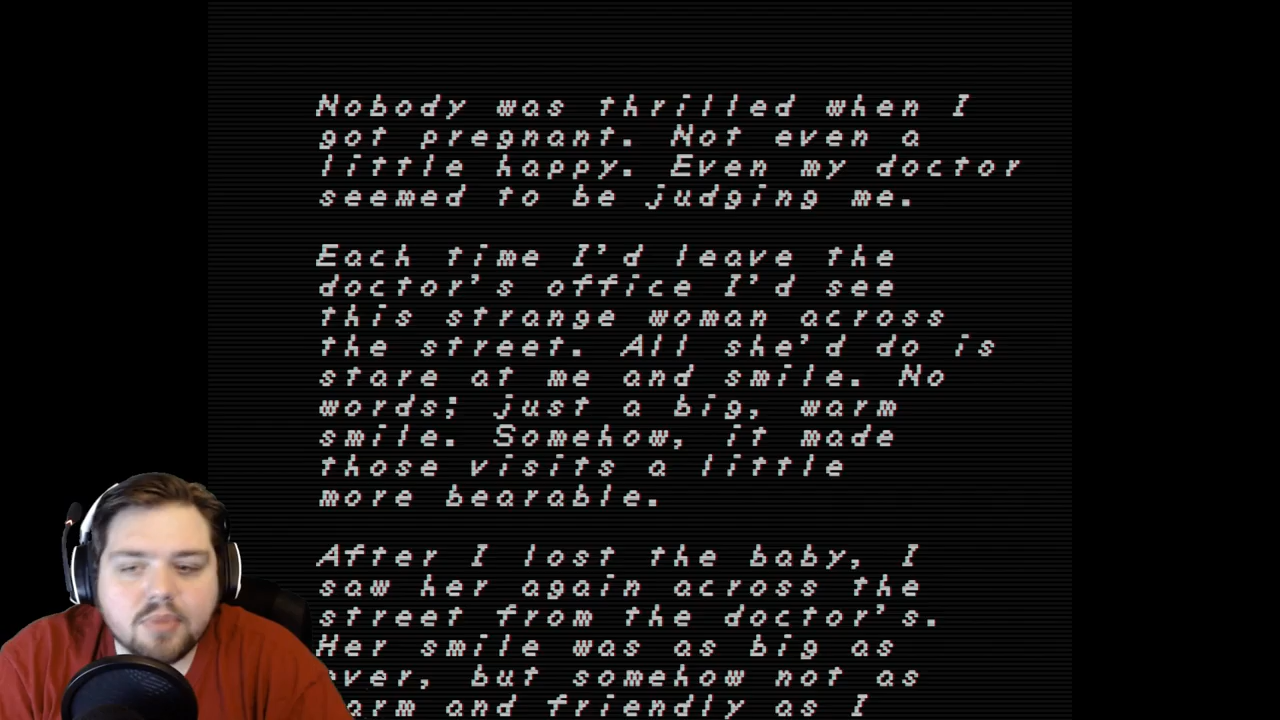 Nobody was thrilled when I
got pregnant. Not even a
little happy. Even my doctor
seemed to be judging me.
Each time I'd leave the
doctor's office I'd see
this strange woman across
the street. All she'd do is
stare at me and smile. No
words; just a big, warm
smile. Somehow, it made
those visits a little
more bearable.
After I lost the baby, I
saw her again across the
street from the doctor's.
Her smile was as big as
ever, but somehow not as
warm and friendly as I